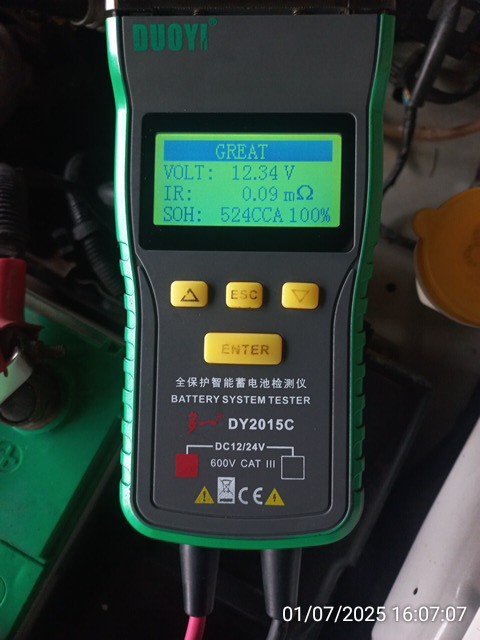 DUOYI®
GREAT
VOLT: 12.34 V
IR: 0.09 mΩ
SOH: 524CCA 100%
ESC
ENTER
全保护智能蓄电池检测仪
BATTERY SYSTEM TESTER
DY2015C
DC12/24V
600V CAT III
CE
01/07/2025 16:07:07